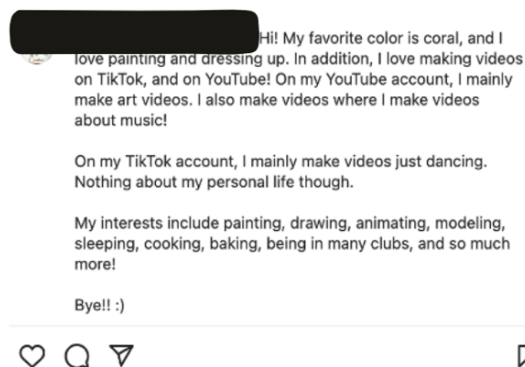 Hi! My favorite color is coral, and I
love painting and dressing up. In addition, I love making videos
on TikTok, and on YouTube! On my YouTube account, I mainly
make art videos. I also make videos where I make videos
about music!
On my TikTok account, I mainly make videos just dancing.
Nothing about my personal life though.
My interests include painting, drawing, animating, modeling,
sleeping, cooking, baking, being in many clubs, and so much
more!
Bye!! :)